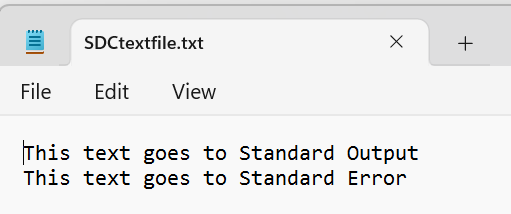 SDCtextfile.txt
File Edit View
This text goes to Standard Output
This text goes to Standard Error